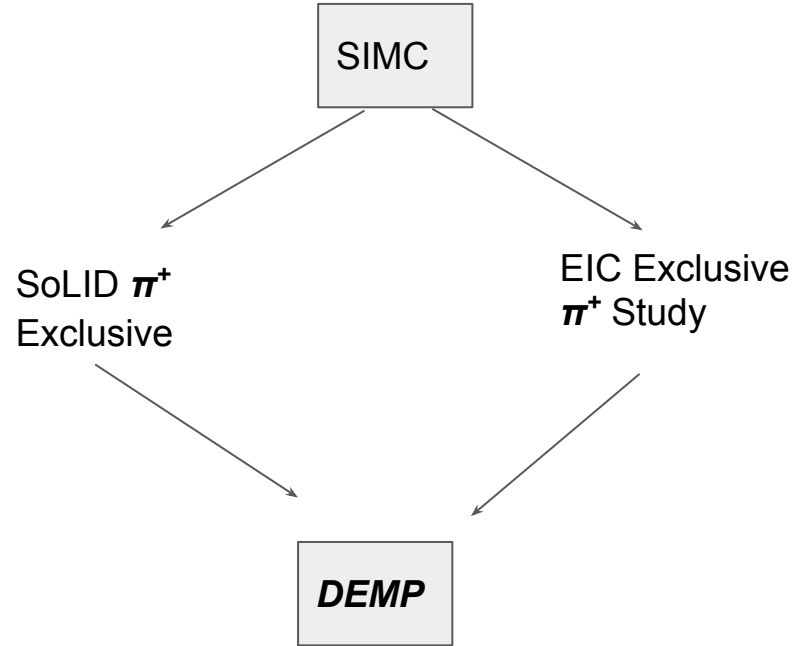 SIMC
SoLID π⁺
Exclusive
EIC Exclusive
π⁺ Study
DEMP